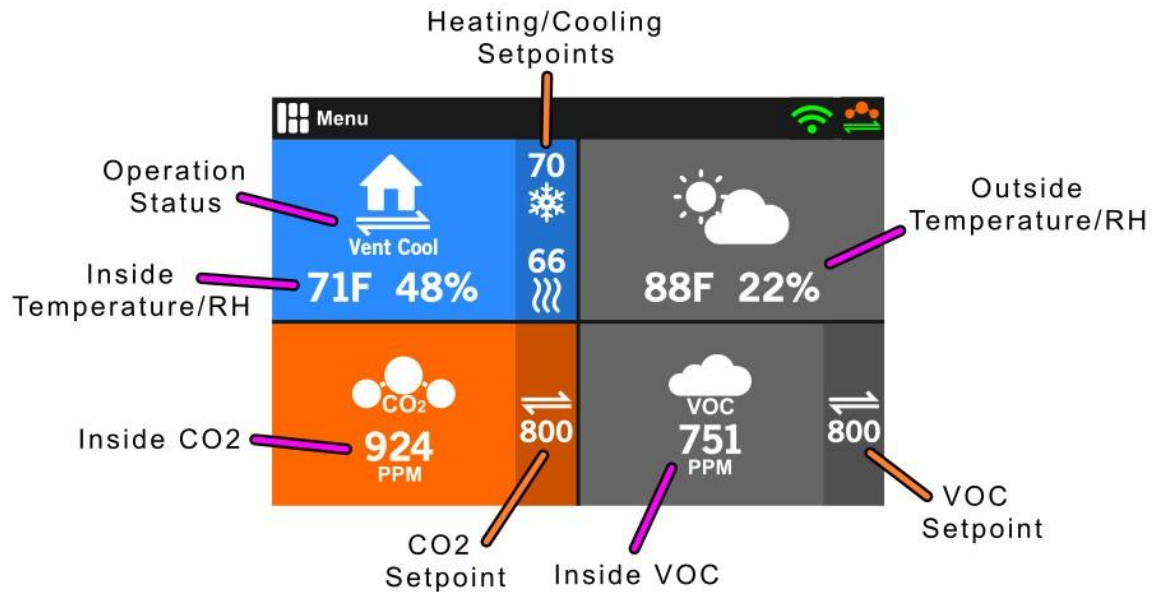 Heating/Cooling
Setpoints
Menu
Operation
Status
70
Vent Cool
66
71F 48%
88F 22%
Outside
Temperature/RH
Inside
Temperature/RH
CO2
924
PPM
800
VOC
751
PPM
800
Inside CO2
CO2
Setpoint
Inside VOC
VOC
Setpoint